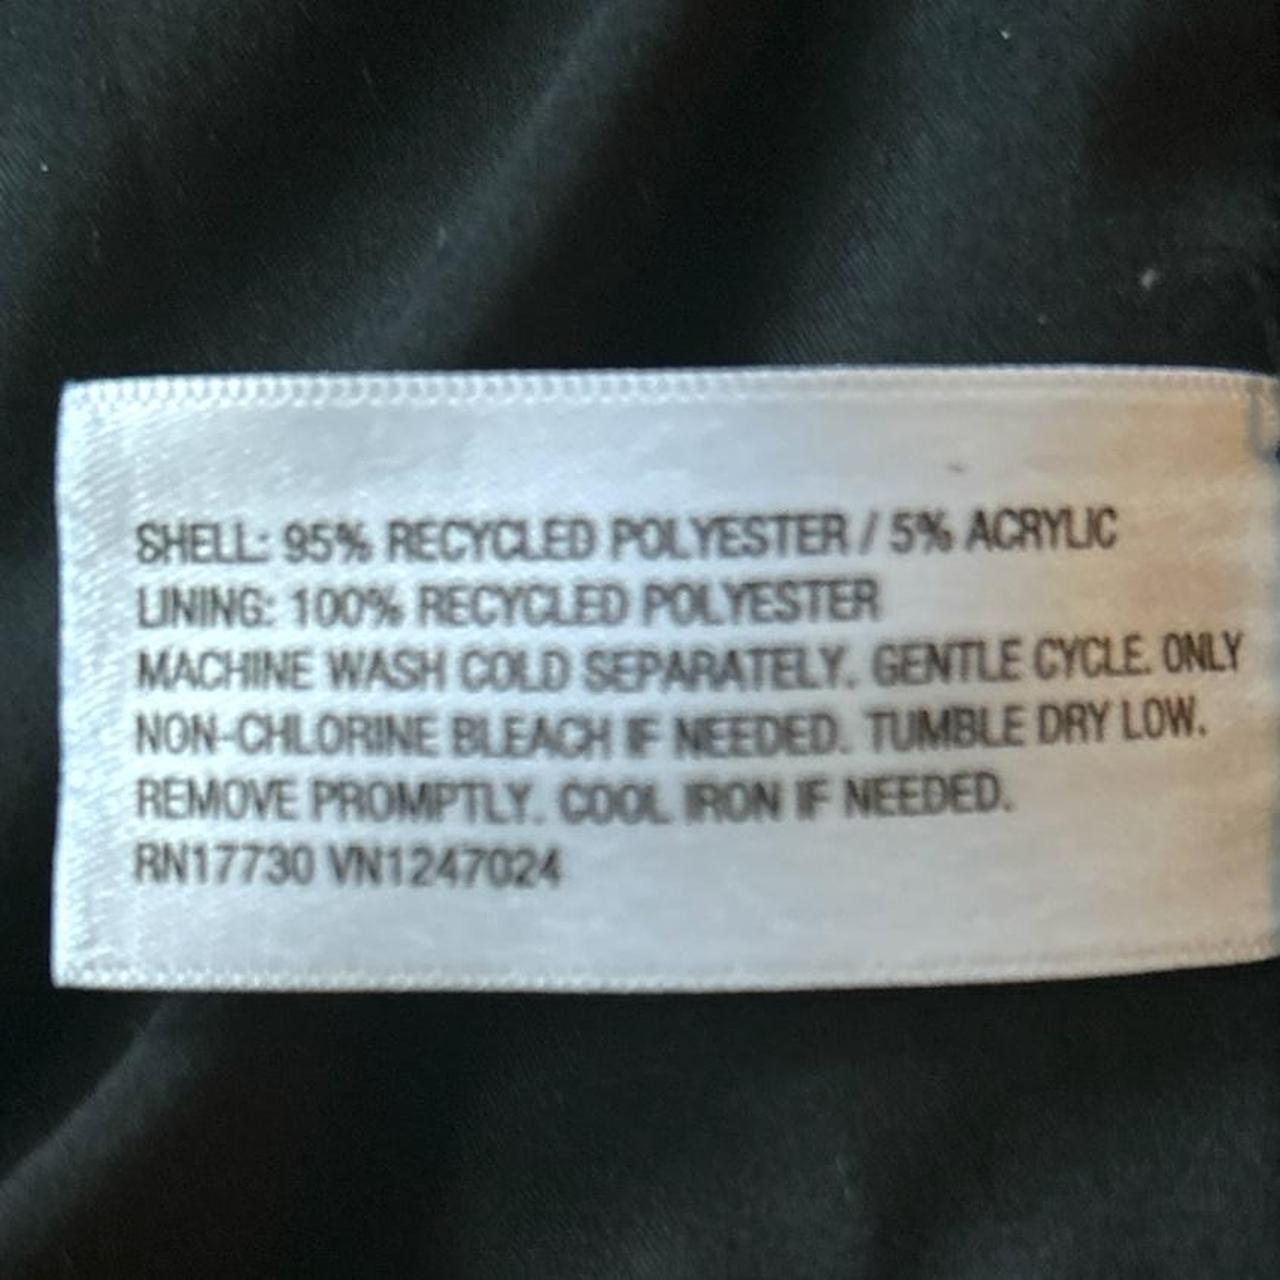 SHELL: 95% RECYCLED POLYESTER / 5% ACRYLIC
LINING: 100% RECYCLED POLYESTER
MACHINE WASH COLD SEPARATELY. GENTLE CYCLE. ONLY
NON-CHLORINE BLEACH IF NEEDED. TUMBLE DRY LOW.
REMOVE PROMPTLY. COOL IRON IF NEEDED.
RN17730 VN1247024